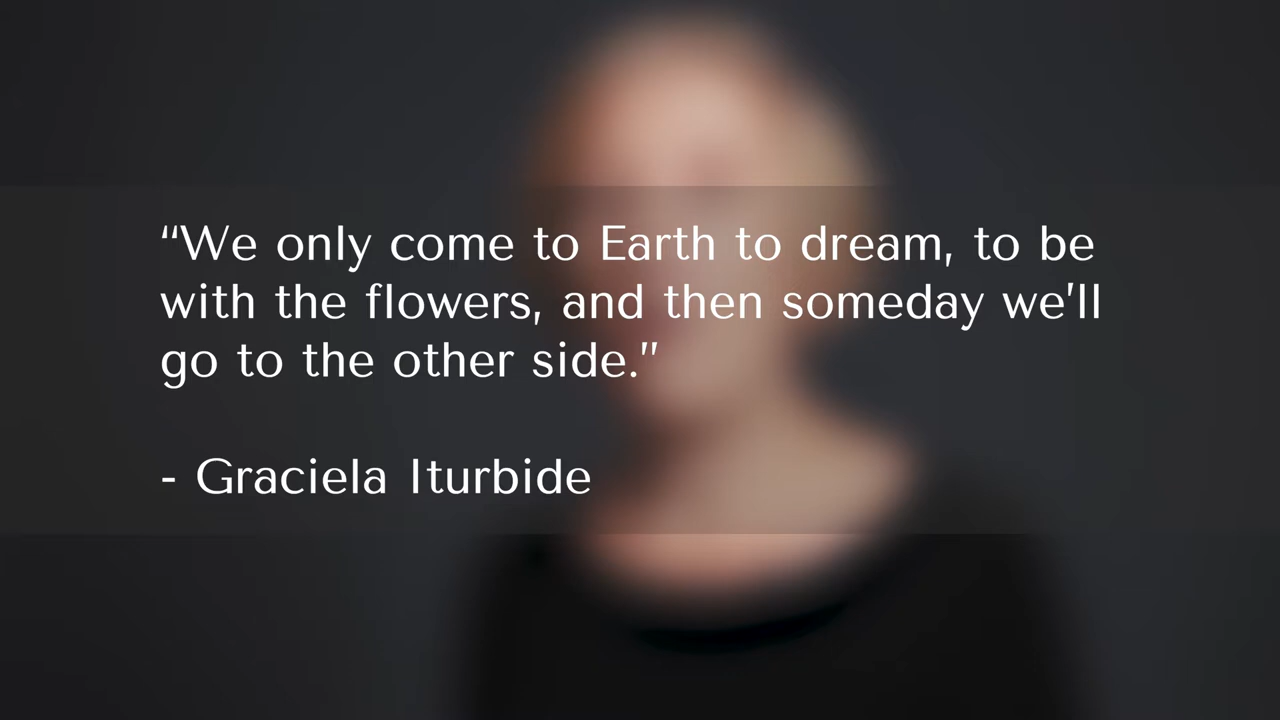 “We only come to Earth to dream, to be
with the flowers, and then someday we’ll
go to the other side.”
- Graciela Iturbide